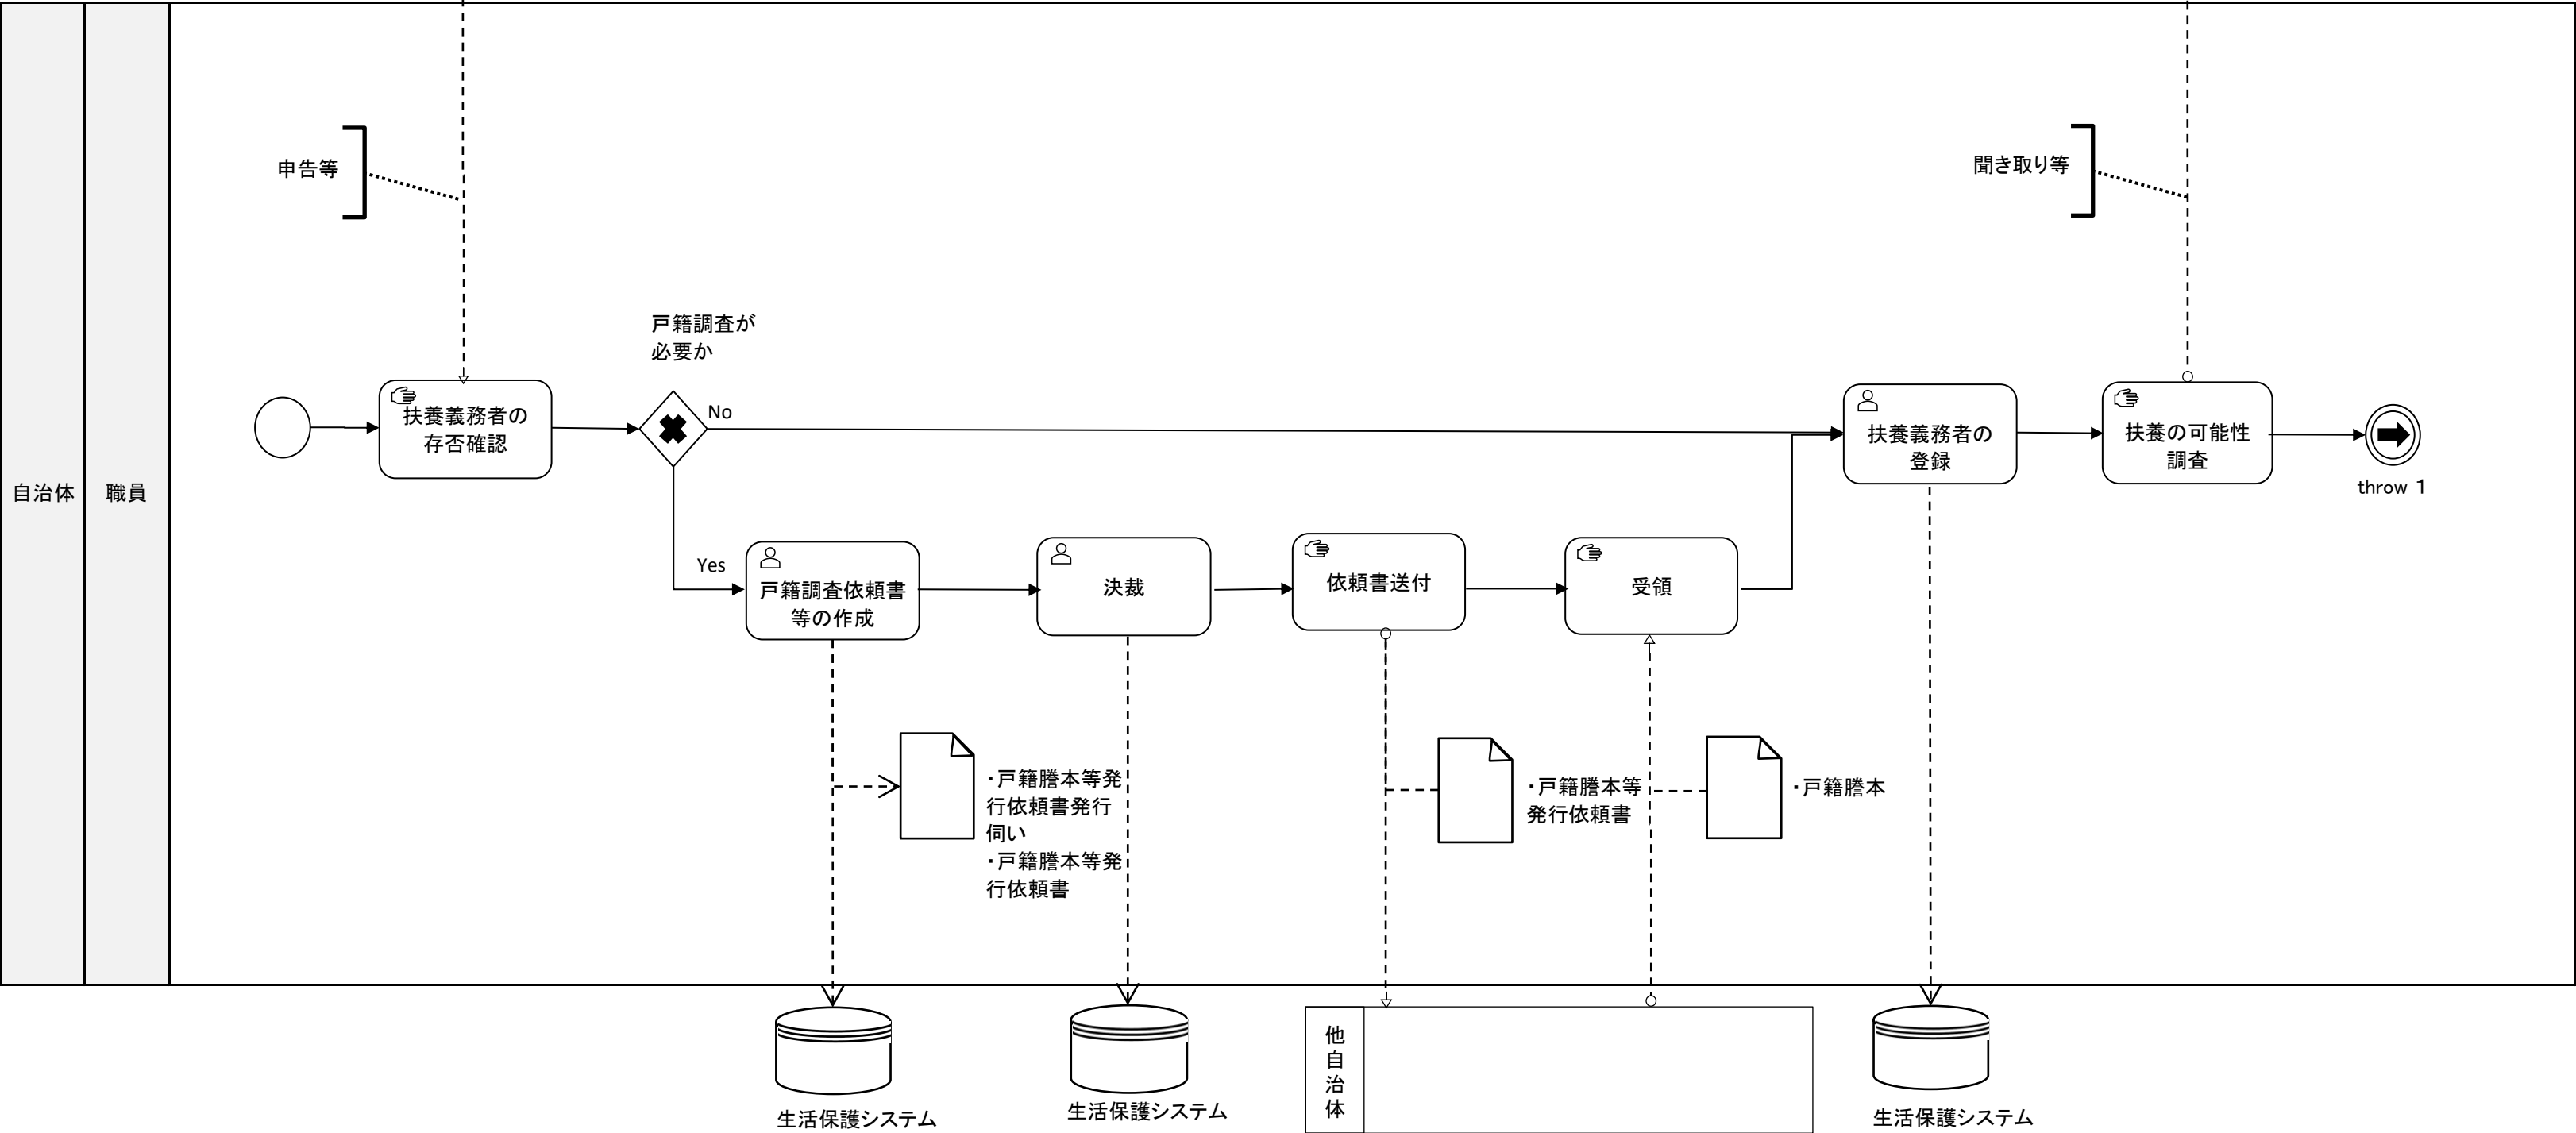 申告等
聞き取り等
戸籍調査が
必要か
自治体
職員
扶養義務者の
存否確認
No
扶養義務者の
登録
扶養の可能性
調査
throw 1
Yes
戸籍調査依頼書
等の作成
決裁
依頼書送付
受領
・戸籍謄本等発
行依頼書発行
伺い
・戸籍謄本等発
行依頼書
・戸籍謄本等
発行依頼書
・戸籍謄本
生活保護システム
生活保護システム
他
自
治
体
生活保護システム